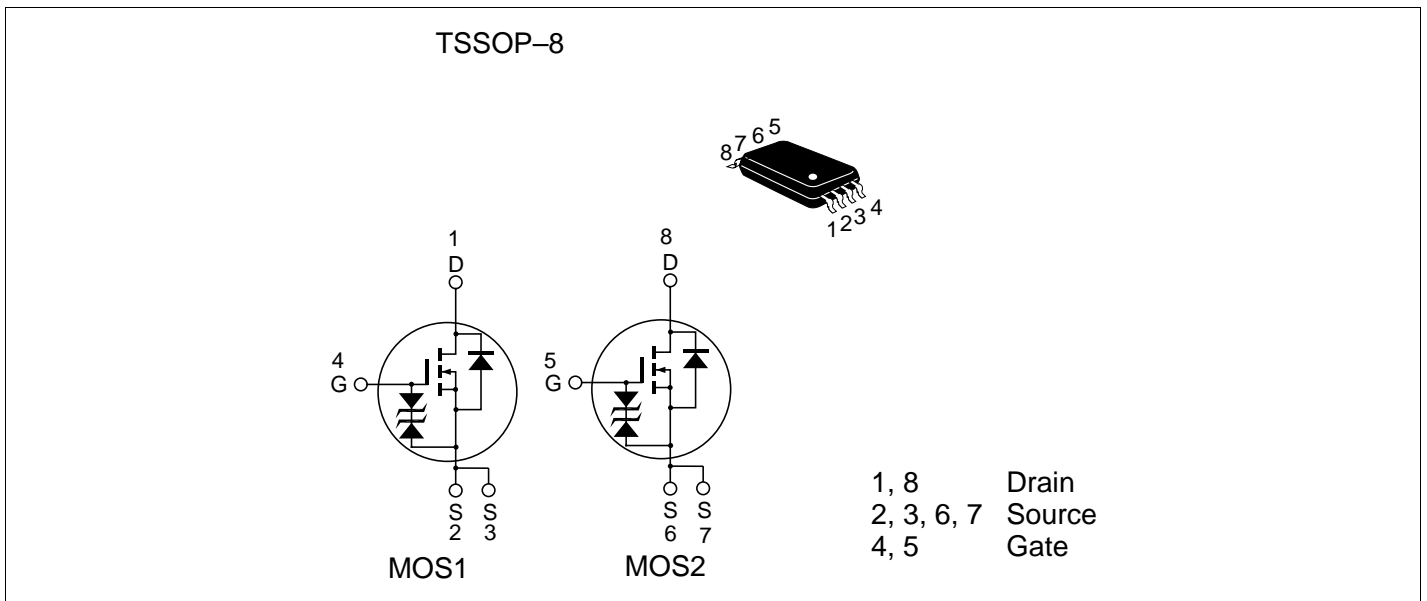 TSSOP–8
8 7 6 5
1 2 3 4
1 8
D D
4 5
G G
S S S S
2 3 6 7
MOS1 MOS2
1, 8 Drain
2, 3, 6, 7 Source
4, 5 Gate